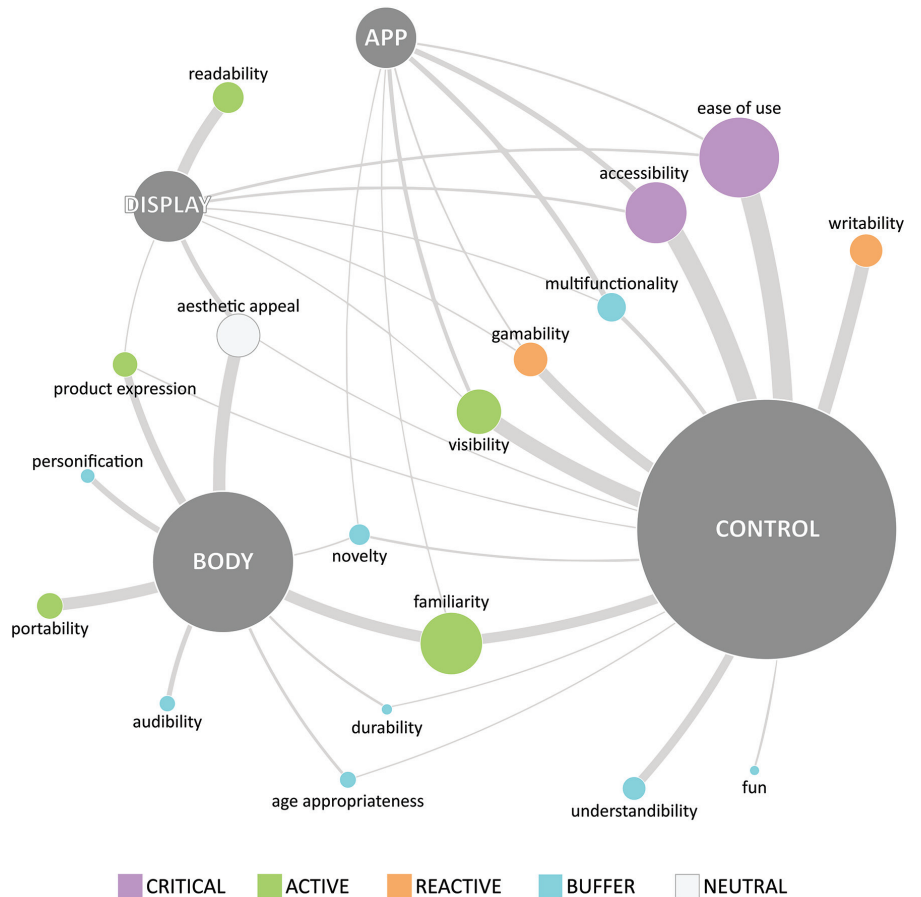 APP
readability
ease of use
accessibility
DISPLAY
writability
multifunctionality
aesthetic appeal
gamability
product expression
visibility
personification
CONTROL
BODY
novelty
familiarity
portability
audibility
durability
age appropriateness
fun
understandibility
CRITICAL ACTIVE REACTIVE BUFFER NEUTRAL